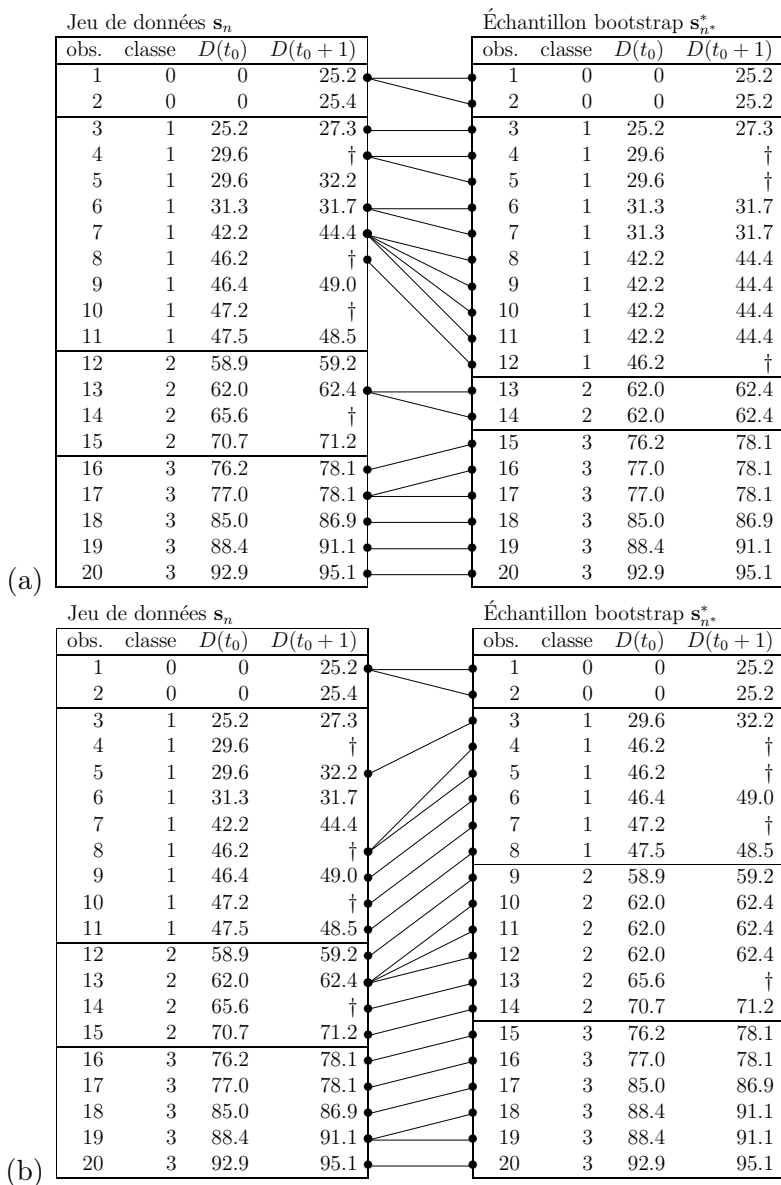 Jeu de données sₙ Échantillon bootstrap s*ₙ*
obs. classe D(t₀) D(t₀ + 1) obs. classe D(t₀) D(t₀ + 1)
1 0 0 25.2 1 0 0 25.2
2 0 0 25.4 2 0 0 25.2
3 1 25.2 27.3 3 1 25.2 27.3
4 1 29.6 † 4 1 29.6 †
5 1 29.6 32.2 5 1 29.6 †
6 1 31.3 31.7 6 1 31.3 31.7
7 1 42.2 44.4 7 1 31.3 31.7
8 1 46.2 † 8 1 42.2 44.4
9 1 46.4 49.0 9 1 42.2 44.4
10 1 47.2 † 10 1 42.2 44.4
11 1 47.5 48.5 11 1 42.2 44.4
12 2 58.9 59.2 12 1 46.2 †
13 2 62.0 62.4 13 2 62.0 62.4
14 2 65.6 † 14 2 62.0 62.4
15 2 70.7 71.2 15 3 76.2 78.1
16 3 76.2 78.1 16 3 77.0 78.1
17 3 77.0 78.1 17 3 77.0 78.1
18 3 85.0 86.9 18 3 85.0 86.9
19 3 88.4 91.1 19 3 88.4 91.1
(a) 20 3 92.9 95.1 20 3 92.9 95.1
Jeu de données sₙ Échantillon bootstrap s*ₙ*
obs. classe D(t₀) D(t₀ + 1) obs. classe D(t₀) D(t₀ + 1)
1 0 0 25.2 1 0 0 25.2
2 0 0 25.4 2 0 0 25.2
3 1 25.2 27.3 3 1 29.6 32.2
4 1 29.6 † 4 1 46.2 †
5 1 29.6 32.2 5 1 46.2 †
6 1 31.3 31.7 6 1 46.4 49.0
7 1 42.2 44.4 7 1 47.2 †
8 1 46.2 † 8 1 47.5 48.5
9 1 46.4 49.0 9 2 58.9 59.2
10 1 47.2 † 10 2 62.0 62.4
11 1 47.5 48.5 11 2 62.0 62.4
12 2 58.9 59.2 12 2 62.0 62.4
13 2 62.0 62.4 13 2 65.6 †
14 2 65.6 † 14 2 70.7 71.2
15 2 70.7 71.2 15 3 76.2 78.1
16 3 76.2 78.1 16 3 77.0 78.1
17 3 77.0 78.1 17 3 85.0 86.9
18 3 85.0 86.9 18 3 88.4 91.1
19 3 88.4 91.1 19 3 88.4 91.1
(b) 20 3 92.9 95.1 20 3 92.9 95.1